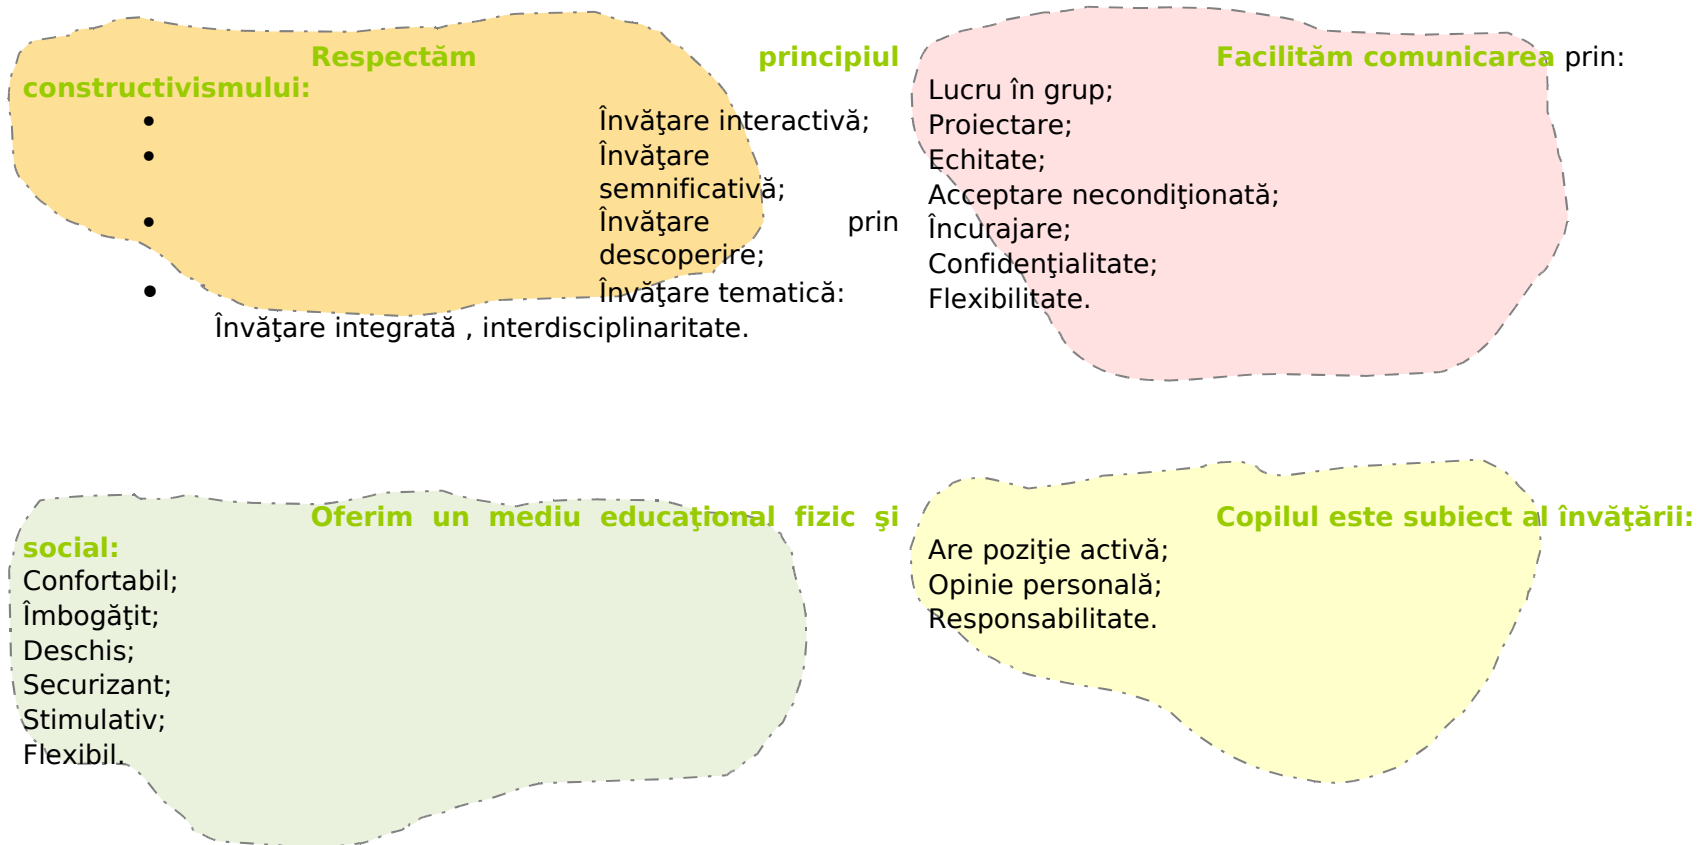 Respectăm principiul
constructivismului:
• Învăţare interactivă;
• Învăţare
semnificativă;
• Învăţare prin
descoperire;
• Învăţare tematică:
Învăţare integrată , interdisciplinaritate.
Facilităm comunicarea prin:
Lucru în grup;
Proiectare;
Echitate;
Acceptare necondiţionată;
Încurajare;
Confidenţialitate;
Flexibilitate.
Oferim un mediu educaţional fizic şi
social:
Confortabil;
Îmbogăţit;
Deschis;
Securizant;
Stimulativ;
Flexibil.
Copilul este subiect al învăţării:
Are poziţie activă;
Opinie personală;
Responsabilitate.